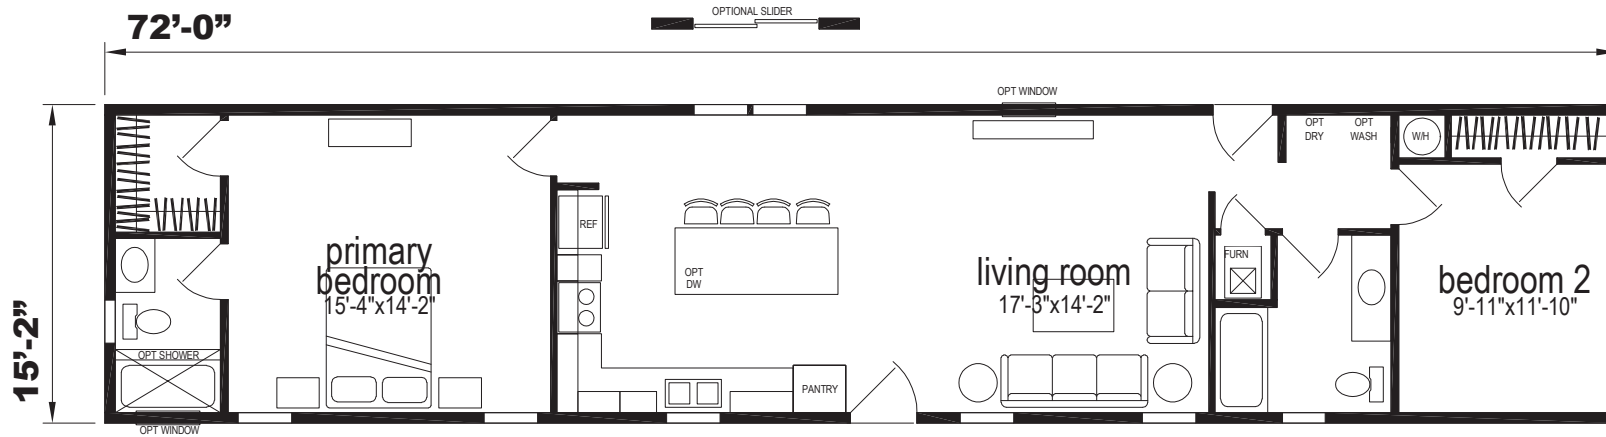 72’-0”
OPTIONAL SLIDER
15’-2”
OPT WINDOW
OPT
DRY
OPT
WASH
W/H
REF
primary
bedroom
15'-4"x14'-2"
OPT
DW
living room
17'-3"x14'-2"
FURN
bedroom 2
9'-11"x11'-10"
OPT SHOWER
PANTRY
OPT WINDOW